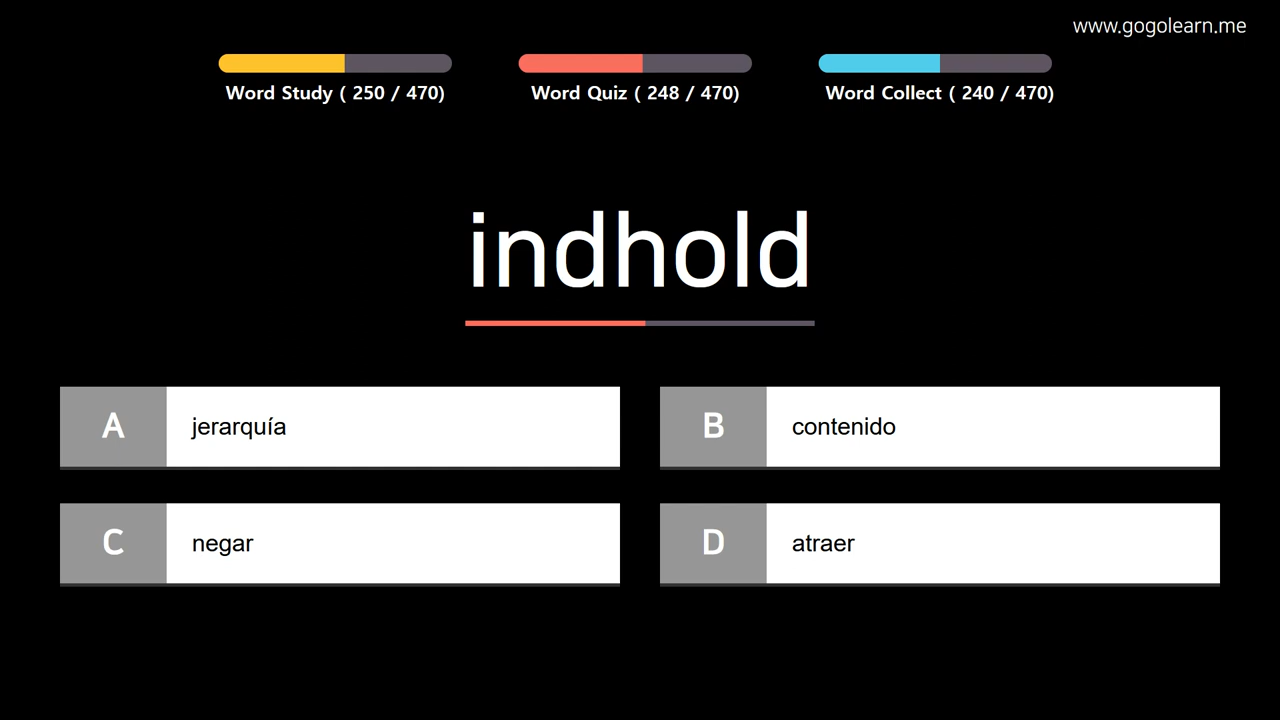 www.gogolearn.me
Word Study ( 250 / 470)
Word Quiz ( 248 / 470)
Word Collect ( 240 / 470)
indhold
A
jerarquía
B
contenido
C
negar
D
atraer